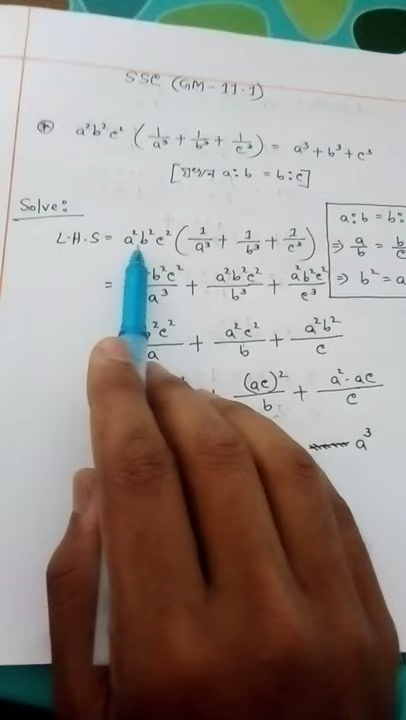 SSC (GM-11.1)
* a²b²c² (1/a³ + 1/b³ + 1/c³) = a³ + b³ + c³
[যখন a:b = b:c]
Solve:
L.H.S = a²b²c² (1/a³ + 1/b³ + 1/c³)
= b²c²/a³ + a²b²c²/b³ + a²b²c²/c³
²c²/a + a²c²/b + a²b²/c
(ac)²/b + a²·ac/c
a³
a:b = b:
⇒ a/b = b/c
⇒ b² = a